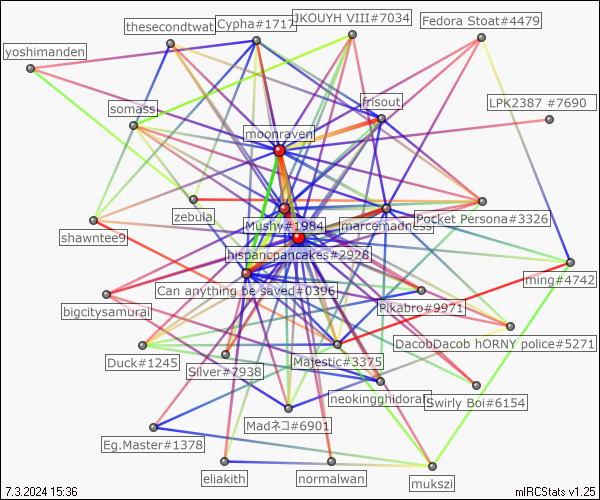 thesecondtwat
Cypha#1717
JKOUYH VIII#7034
Fedora Stoat#4479
yoshimanden
somass
frisout
LPK2387 #7690
moonraven
zebula
Mushy#1984
marcemadness
Pocket Persona#3326
shawntee9
hispancpancakes#2928
ming#4742
Can anything be saved#0396
bigcitysamurai
Pikabro#9971
DacobDacob hORNY police#5271
Duck#1245
Silver#7938
Majestic#3375
neokingghidorah
Swirly Boi#6154
Madネコ#6901
Eg.Master#1378
eliakith
normalwan
mukszi
7.3.2024 15:36
mIRCStats v1.25